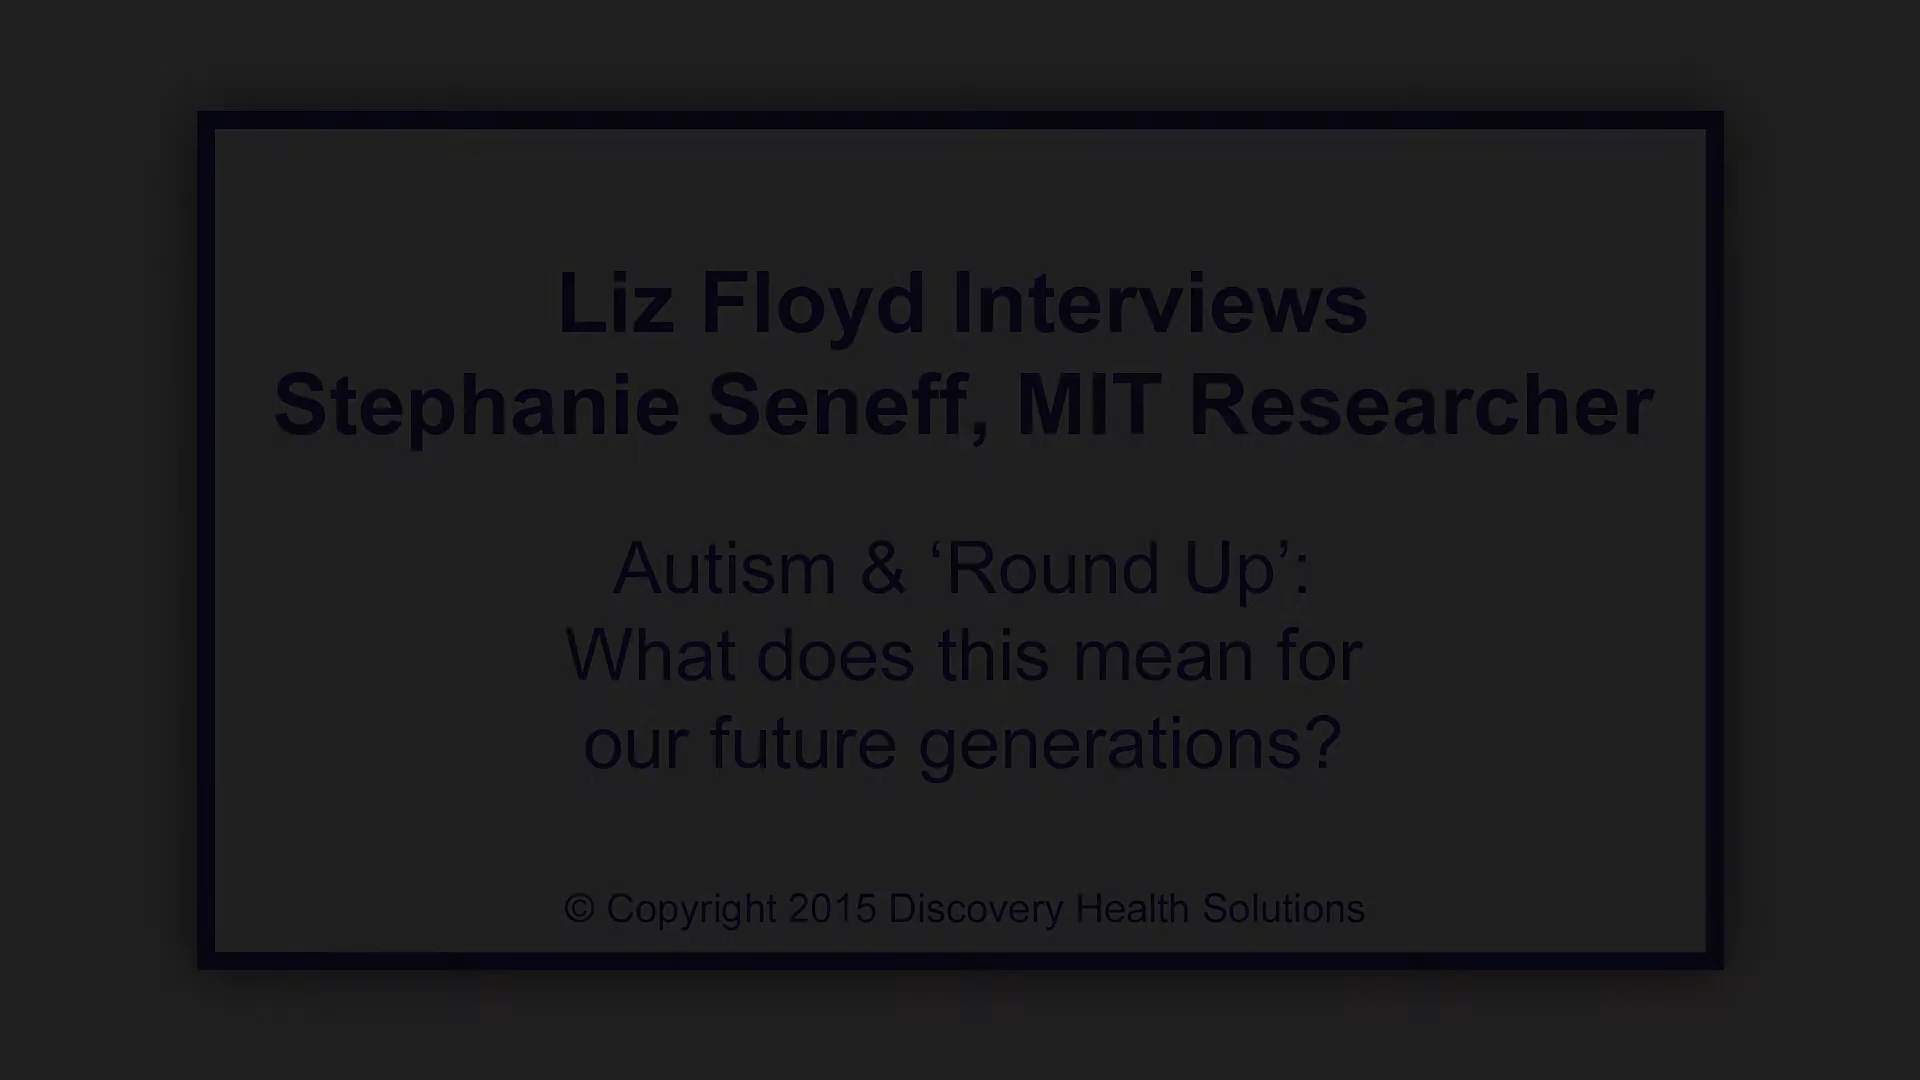 Liz Floyd Interviews
Stephanie Seneff, MIT Researcher
Autism & ‘Round Up’:
What does this mean for
our future generations?
© Copyright 2015 Discovery Health Solutions